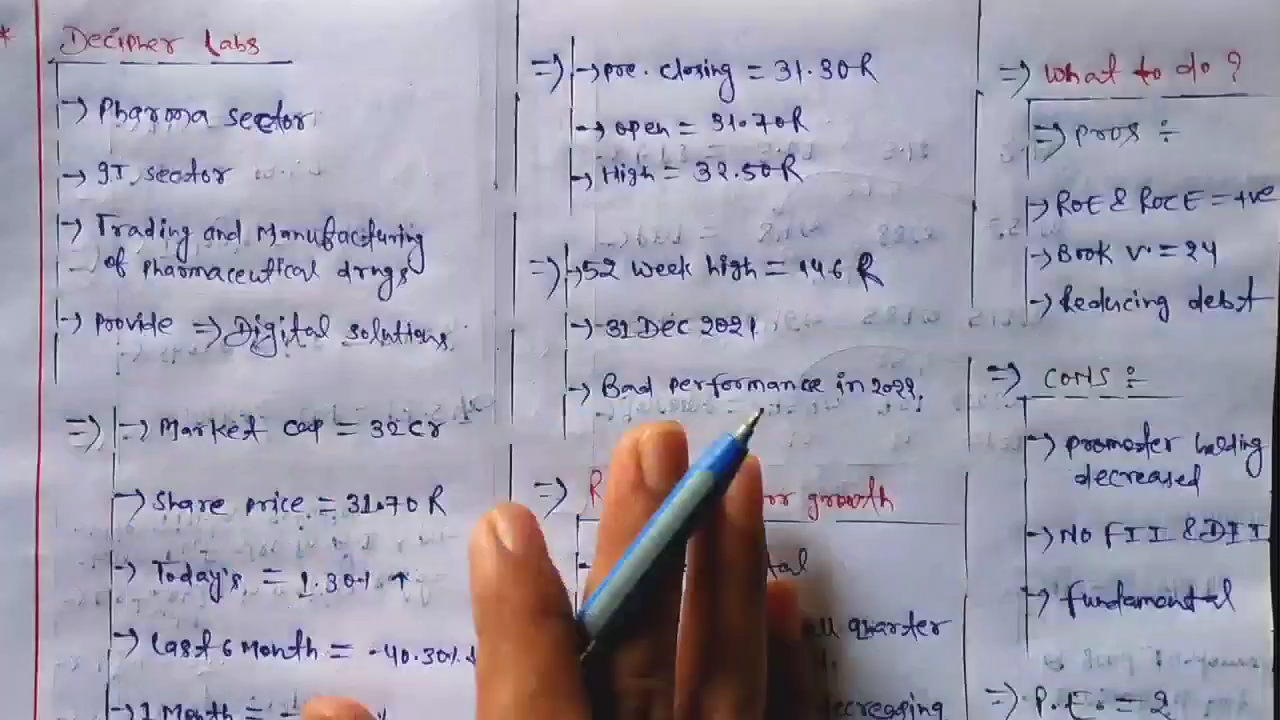 * Decipher Labs
-> Pharma sector
-> IT sector
-> Trading and Manufacturing
of Pharmaceutical drugs
-> Provide => Digital solutions
=> -> Market cap = 32 cr
-> Share price = 31.70 R
-> Today's = 1.30% ↑
-> Last 6 Month = -40.30% ↓
-> 1 Month = -
=> -> Pre. closing = 31.30 R
-> open = 31.70 R
-> High = 32.50 R
=> -> 52 week high = 146 R
-> 31 Dec 2021
-> Bad performance in 2022
=> R or growth
quarter
decreasing
=> What to do ?
=> Pros ÷
-> ROE & ROCE = +ve
-> Book v. = 24
-> Reducing debt
=> CONS ÷
-> Promoter holding
decreased
-> NO FII & DII
-> fundamental
=> P.E. = 2